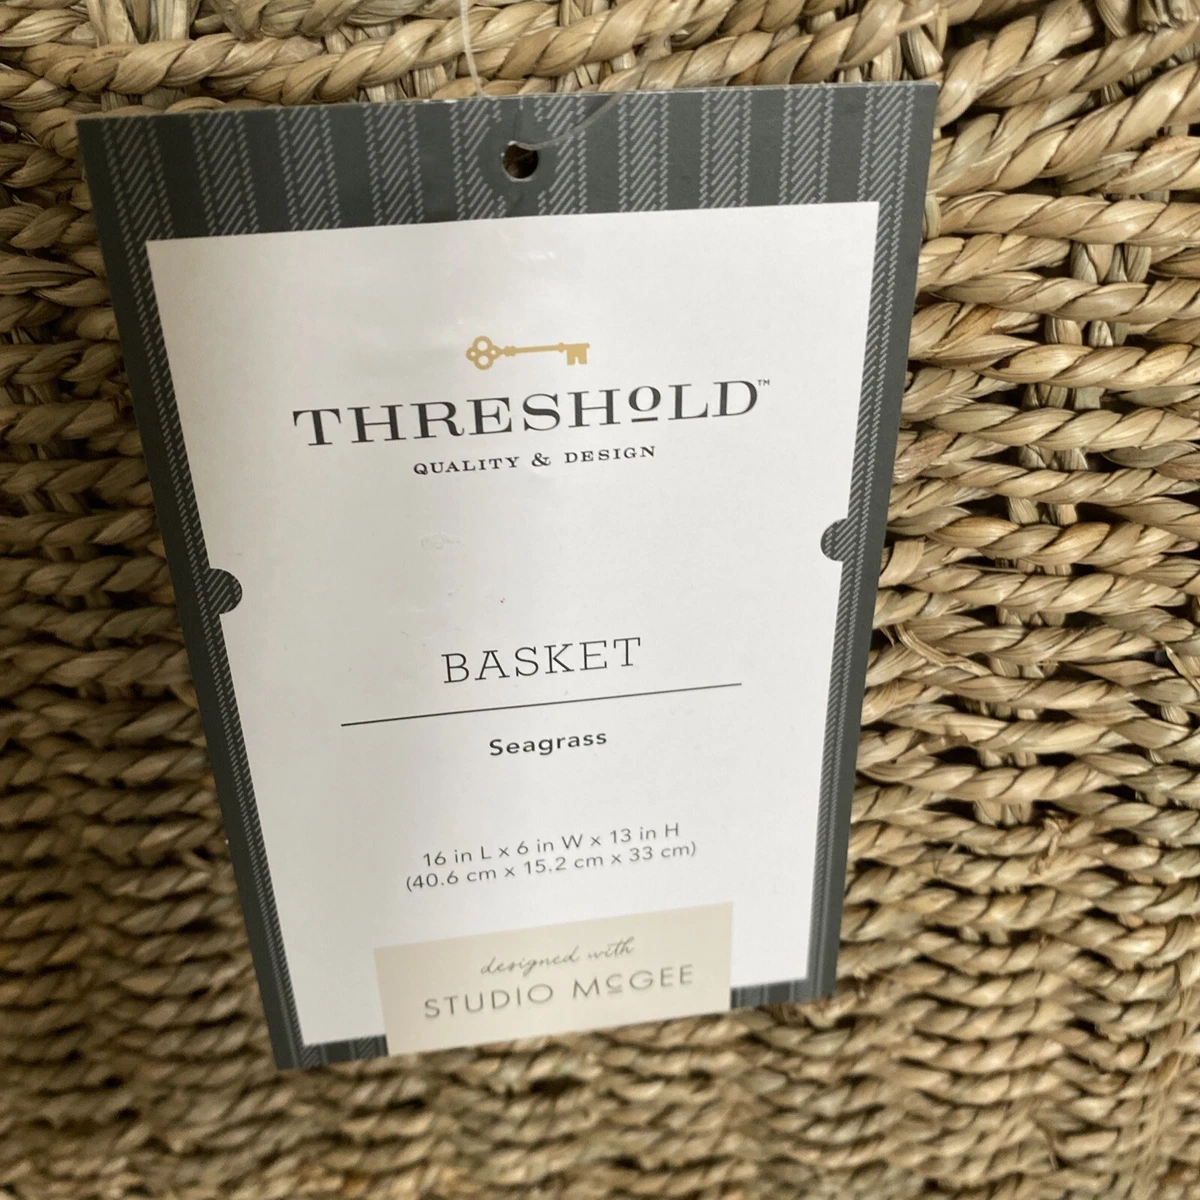 THRESHOLD™
QUALITY & DESIGN
BASKET
Seagrass
16 in L x 6 in W x 13 in H
(40.6 cm x 15.2 cm x 33 cm)
designed with
STUDIO McGEE